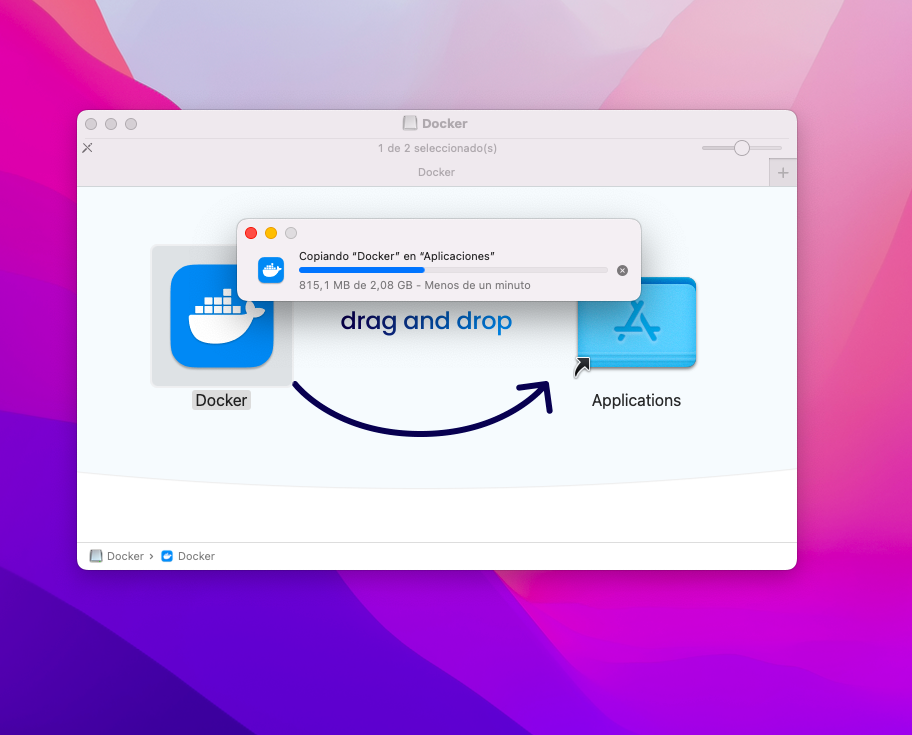 Docker
1 de 2 seleccionado(s)
Docker
Copiando “Docker” en “Aplicaciones”
815,1 MB de 2,08 GB - Menos de un minuto
drag and drop
Docker
Applications
Docker › Docker